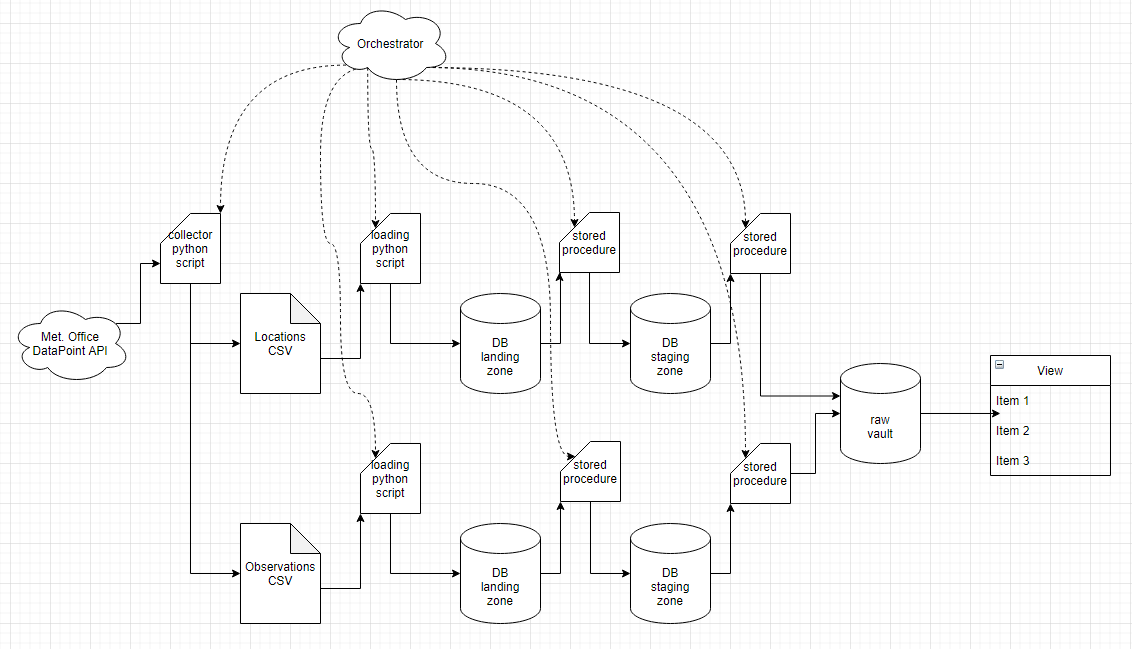 Orchestrator
collector
python
script
loading
python
script
stored
procedure
stored
procedure
Met. Office
DataPoint API
Locations
CSV
DB
landing
zone
DB
staging
zone
View
Item 1
Item 2
Item 3
raw
vault
loading
python
script
stored
procedure
stored
procedure
Observations
CSV
DB
landing
zone
DB
staging
zone